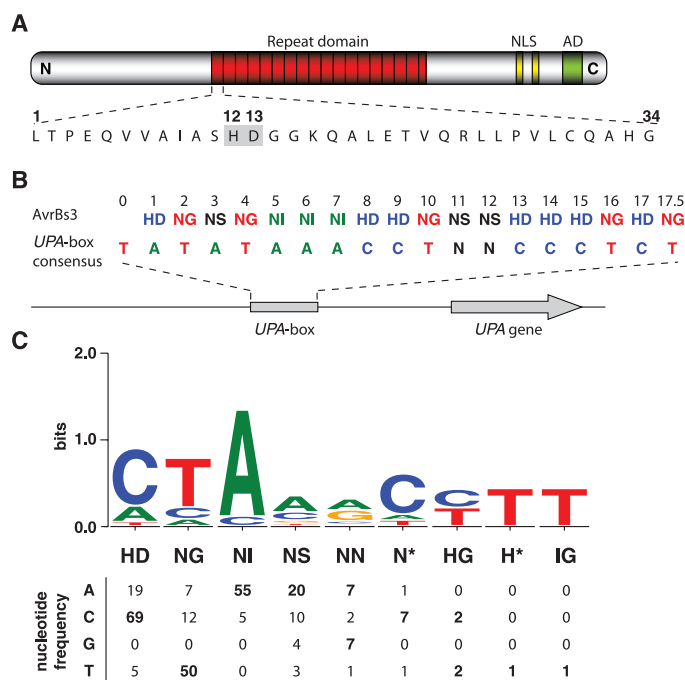 A
Repeat domain NLS AD
N C
1 12 13 34
L T P E Q V V A I A S H D G G K Q A L E T V Q R L L P V L C Q A H G
B
0 1 2 3 4 5 6 7 8 9 10 11 12 13 14 15 16 17 17.5
AvrBs3 HD NG NS NG NI NI NI HD HD NG NS NS HD HD HD NG HD NG
UPA-box
consensus
T A T A T A A A C C T N N C C C T C T
UPA-box UPA gene
C
2.0
bits
1.0
0.0
C A T T C A A C A C G A G C A T C T T T
HD NG NI NS NN N* HG H* IG
nucleotide
frequency
A 19 7 55 20 7 1 0 0 0
C 69 12 5 10 2 7 2 0 0
G 0 0 0 4 7 0 0 0 0
T 5 50 0 3 1 1 2 1 1